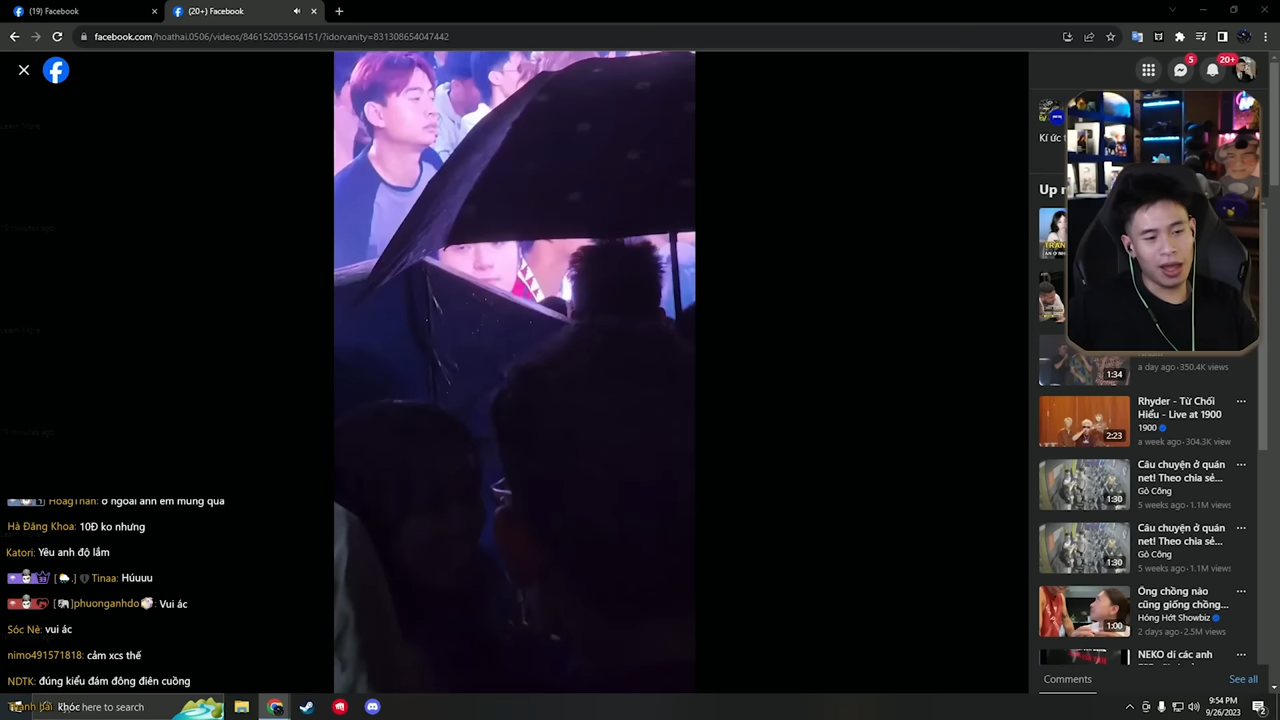 (19) Facebook
(20+) Facebook
facebook.com/hoathai.0506/videos/846152053564151/?idorvanity=831308654047442
5
20+
Learn More
Kí ức t
Up n
1:34
a day ago · 350.4K views
Rhyder - Từ Chối
Hiểu - Live at 1900
1900
2:23
a week ago · 304.3K view
Câu chuyện ở quán
net! Theo chia sẻ...
Gò Công
1:30
5 weeks ago · 1.1M views
Câu chuyện ở quán
net! Theo chia sẻ...
Gò Công
1:30
5 weeks ago · 1.1M views
Ông chồng nào
cũng giống chồng...
Hóng Hớt Showbiz
1:00
2 days ago · 2.5M views
NEKO dí các anh
Comments
See all
HoagThan: ở ngoài anh em mừng quá
Hà Đăng Khoa: 10Đ ko nhưng
Katori: Yêu anh độ lắm
Tinaa: Húuuu
phuonganhdo: Vui ác
Sóc Nè: vui ác
nimo491571818: cảm xcs thế
NDTK: đúng kiểu đám đông điên cuồng
khóc
here to search
9:54 PM
9/26/2023
2